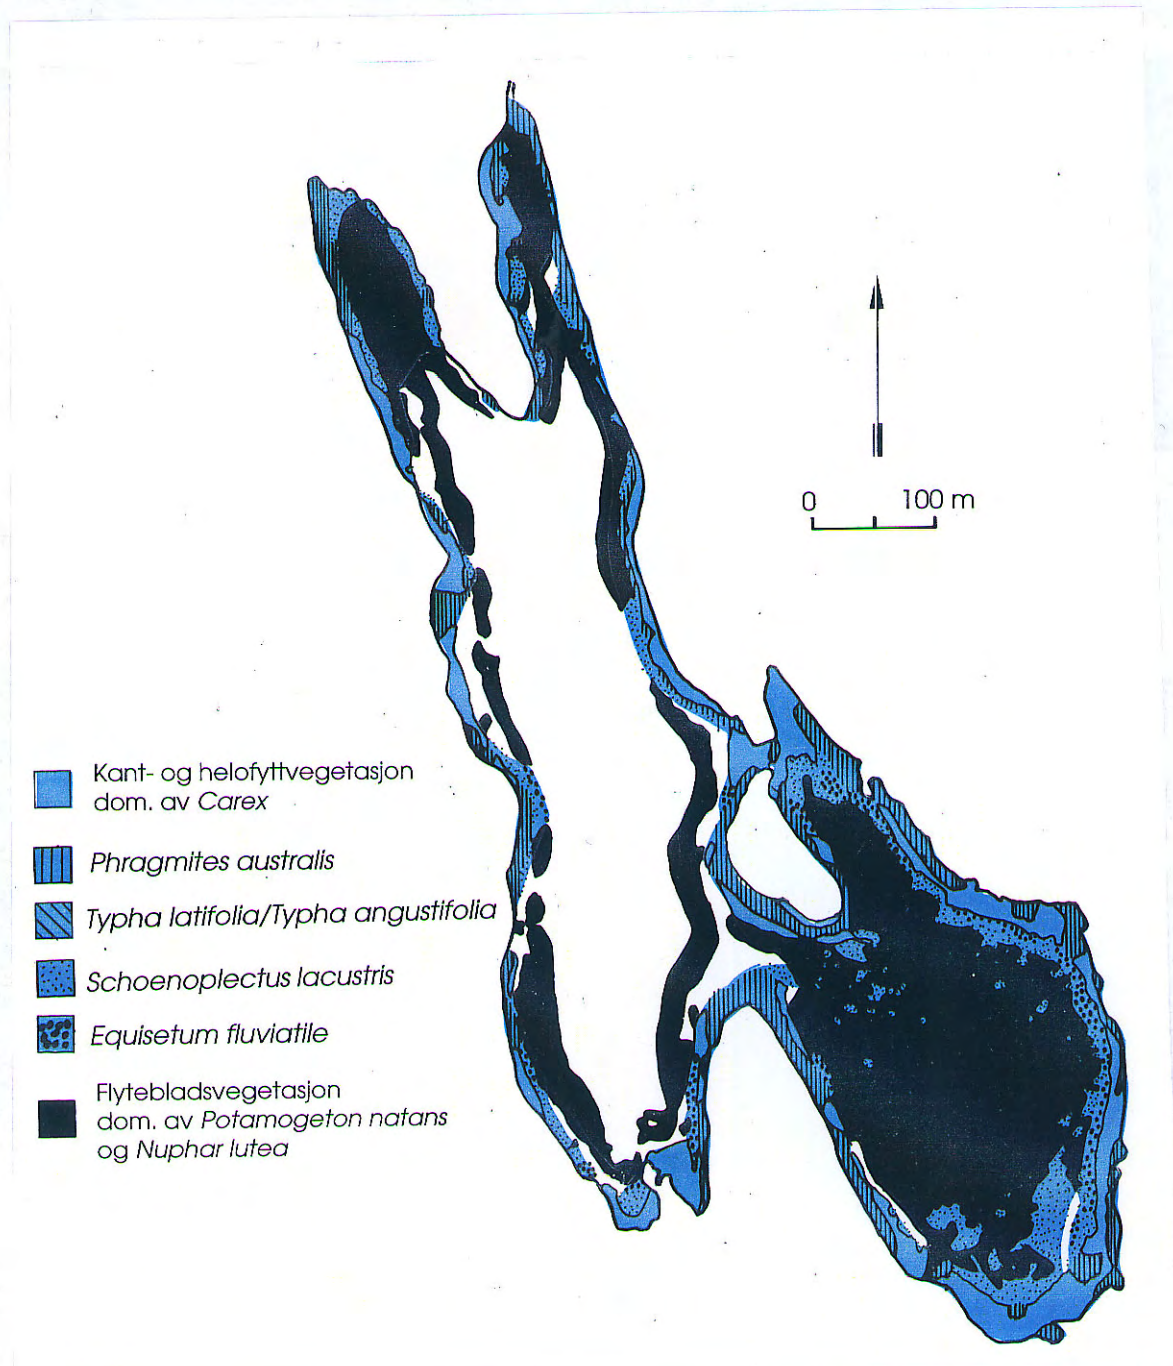 0 100 m
Kant- og helofyttvegetasjon
dom. av Carex
Phragmites australis
Typha latifolia/Typha angustifolia
Schoenoplectus lacustris
Equisetum fluviatile
Flytebladsvegetasjon
dom. av Potamogeton natans
og Nuphar lutea